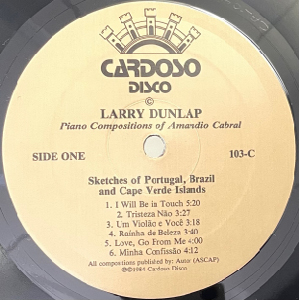 CARDOSO
DISCO
©
LARRY DUNLAP
Piano Compositions of Amandio Cabral
SIDE ONE
103-C
Sketches of Portugal, Brazil
and Cape Verde Islands
1. I Will Be is Touch 5:20
2. Tristeza Não 3:27
3. Um Violão e Você 3:18
4. Raínha de Beleza 3:40
5. Love, Go From Me 4:00
6. Minha Confissão 4:12
All compostions published by: Autor (ASCAP)
℗©1984 Cardoso Disco